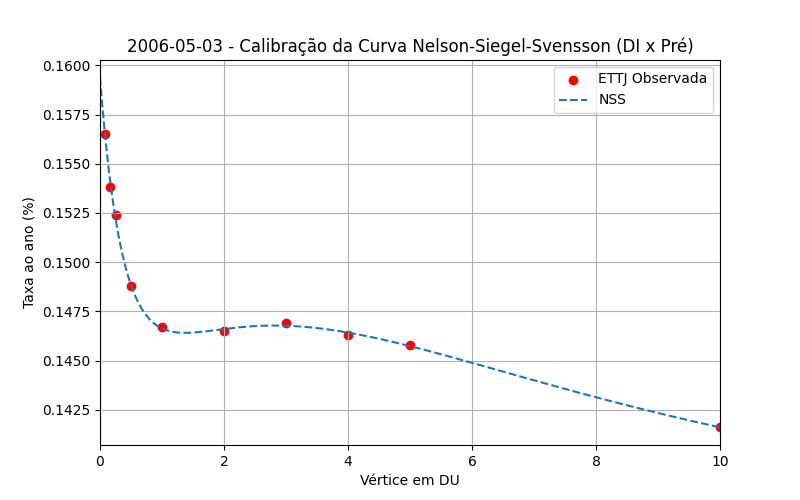 2006-05-03 - Calibração da Curva Nelson-Siegel-Svensson (DI x Pré)
ETTJ Observada
NSS
Taxa ao ano (%)
0.1600
0.1575
0.1550
0.1525
0.1500
0.1475
0.1450
0.1425
0 2 4 6 8 10
Vértice em DU